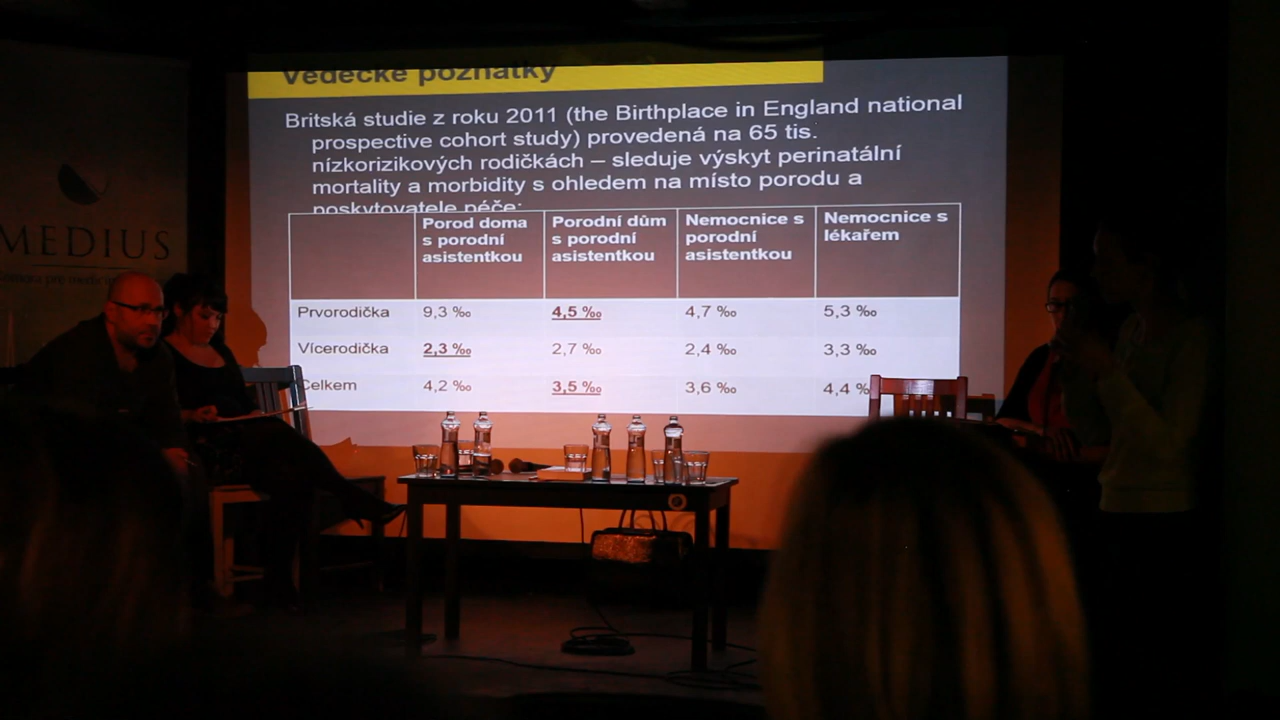 Vědecké poznatky
Britská studie z roku 2011 (the Birthplace in England national
prospective cohort study) provedená na 65 tis.
nízkorizikových rodičkách – sleduje výskyt perinatální
mortality a morbidity s ohledem na místo porodu a
poskytovatele péče:
Porod doma
s porodní
asistentkou
Porodní dům
s porodní
asistentkou
Nemocnice s
porodní
asistentkou
Nemocnice s
lékařem
Prvorodička 9,3 ‰ 4,5 ‰ 4,7 ‰ 5,3 ‰
Vícerodička 2,3 ‰ 2,7 ‰ 2,4 ‰ 3,3 ‰
Celkem 4,2 ‰ 3,5 ‰ 3,6 ‰ 4,4 ‰
MEDIUS